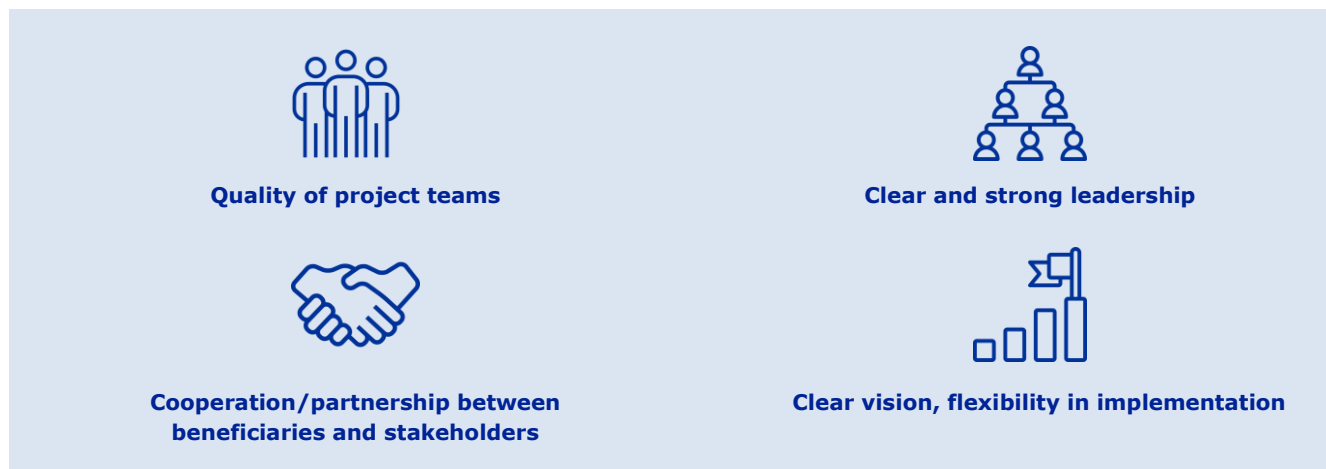 Quality of project teams
Clear and strong leadership
Cooperation/partnership between
beneficiaries and stakeholders
Clear vision, flexibility in implementation